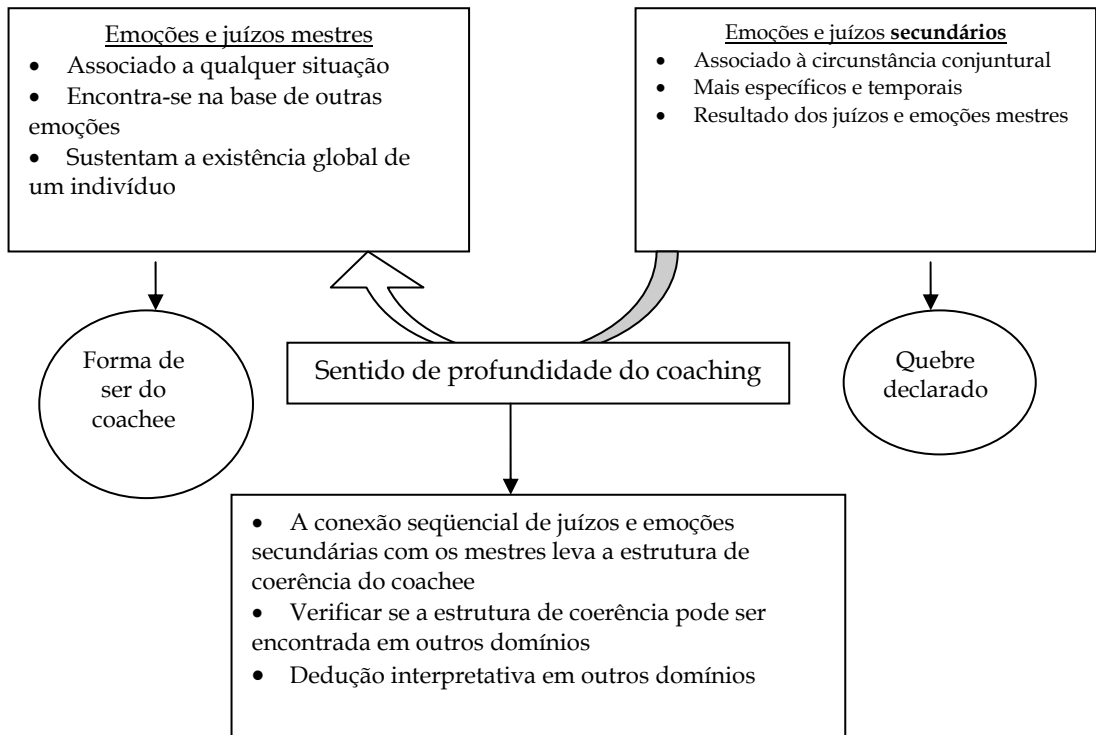 Emoções e juízos mestres
• Associado a qualquer situação
• Encontra-se na base de outras
emoções
• Sustentam a existência global de
um indivíduo
Emoções e juízos secundários
• Associado à circunstância conjuntural
• Mais específicos e temporais
• Resultado dos juízos e emoções mestres
Forma de
ser do
coachee
Sentido de profundidade do coaching
Quebre
declarado
• A conexão seqüencial de juízos e emoções
secundárias com os mestres leva a estrutura de
coerência do coachee
• Verificar se a estrutura de coerência pode ser
encontrada em outros domínios
• Dedução interpretativa em outros domínios